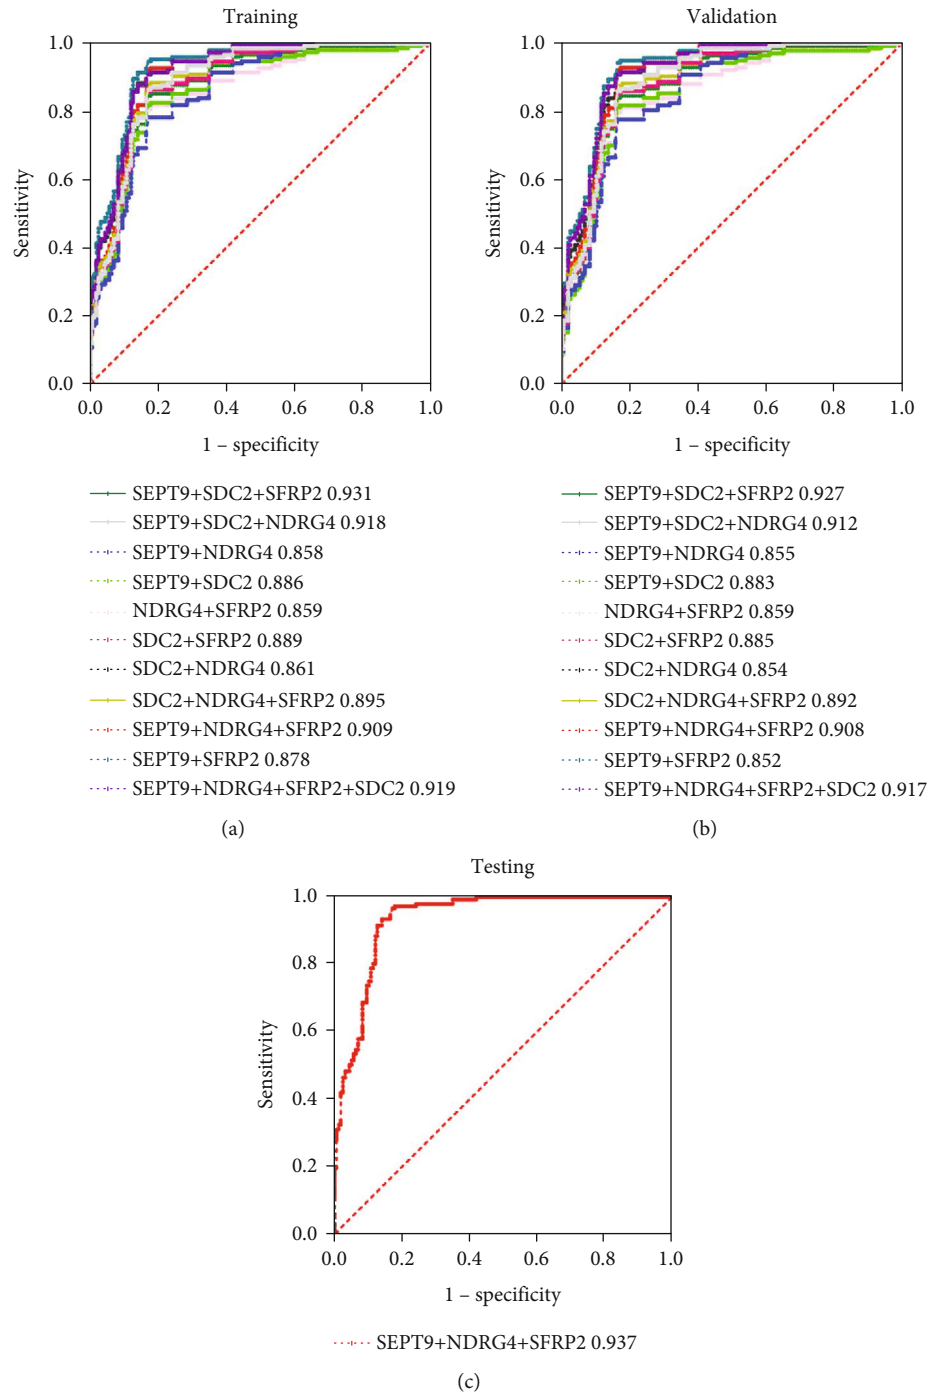 Training
1.0
0.8
0.6
0.4
0.2
0.0
Sensitivity
0.0 0.2 0.4 0.6 0.8 1.0
1 – specificity
SEPT9+SDC2+SFRP2 0.931
SEPT9+SDC2+NDRG4 0.918
SEPT9+NDRG4 0.858
SEPT9+SDC2 0.886
NDRG4+SFRP2 0.859
SDC2+SFRP2 0.889
SDC2+NDRG4 0.861
SDC2+NDRG4+SFRP2 0.895
SEPT9+NDRG4+SFRP2 0.909
SEPT9+SFRP2 0.878
SEPT9+NDRG4+SFRP2+SDC2 0.919
(a)
Validation
1.0
0.8
0.6
0.4
0.2
0.0
Sensitivity
0.0 0.2 0.4 0.6 0.8 1.0
1 – specificity
SEPT9+SDC2+SFRP2 0.927
SEPT9+SDC2+NDRG4 0.912
SEPT9+NDRG4 0.855
SEPT9+SDC2 0.883
NDRG4+SFRP2 0.859
SDC2+SFRP2 0.885
SDC2+NDRG4 0.854
SDC2+NDRG4+SFRP2 0.892
SEPT9+NDRG4+SFRP2 0.908
SEPT9+SFRP2 0.852
SEPT9+NDRG4+SFRP2+SDC2 0.917
(b)
Testing
1.0
0.8
0.6
0.4
0.2
0.0
Sensitivity
0.0 0.2 0.4 0.6 0.8 1.0
1 – specificity
SEPT9+NDRG4+SFRP2 0.937
(c)